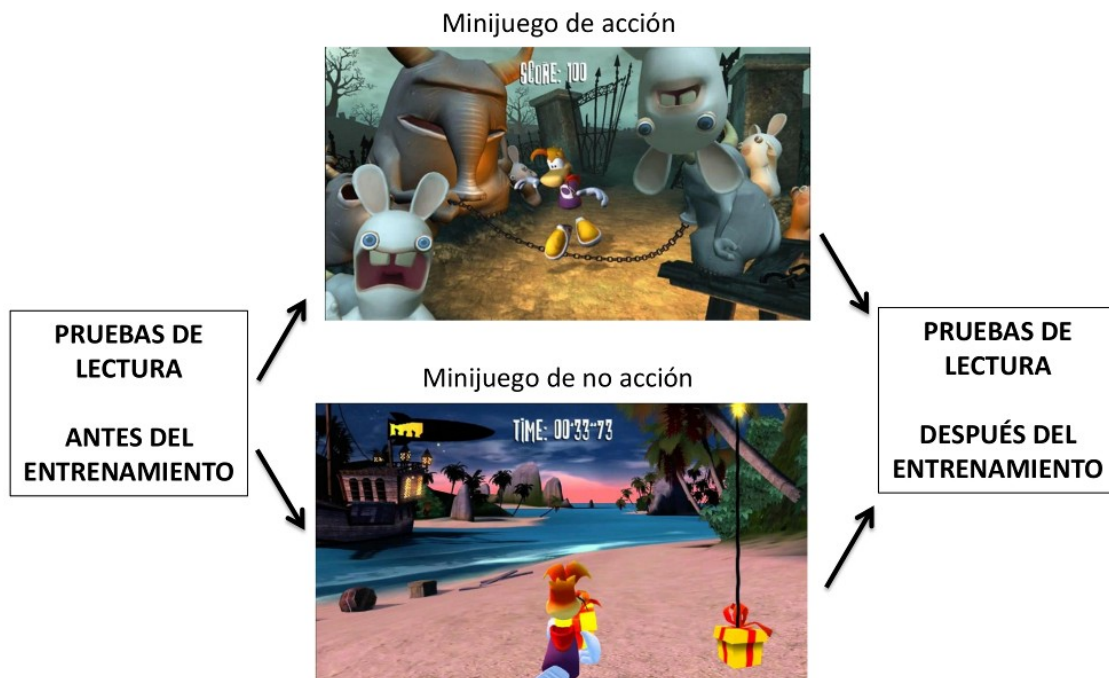 Minijuego de acción
SCORE: 100
PRUEBAS DE
LECTURA
ANTES DEL
ENTRENAMIENTO
Minijuego de no acción
TIME: 00'33"73
PRUEBAS DE
LECTURA
DESPUÉS DEL
ENTRENAMIENTO